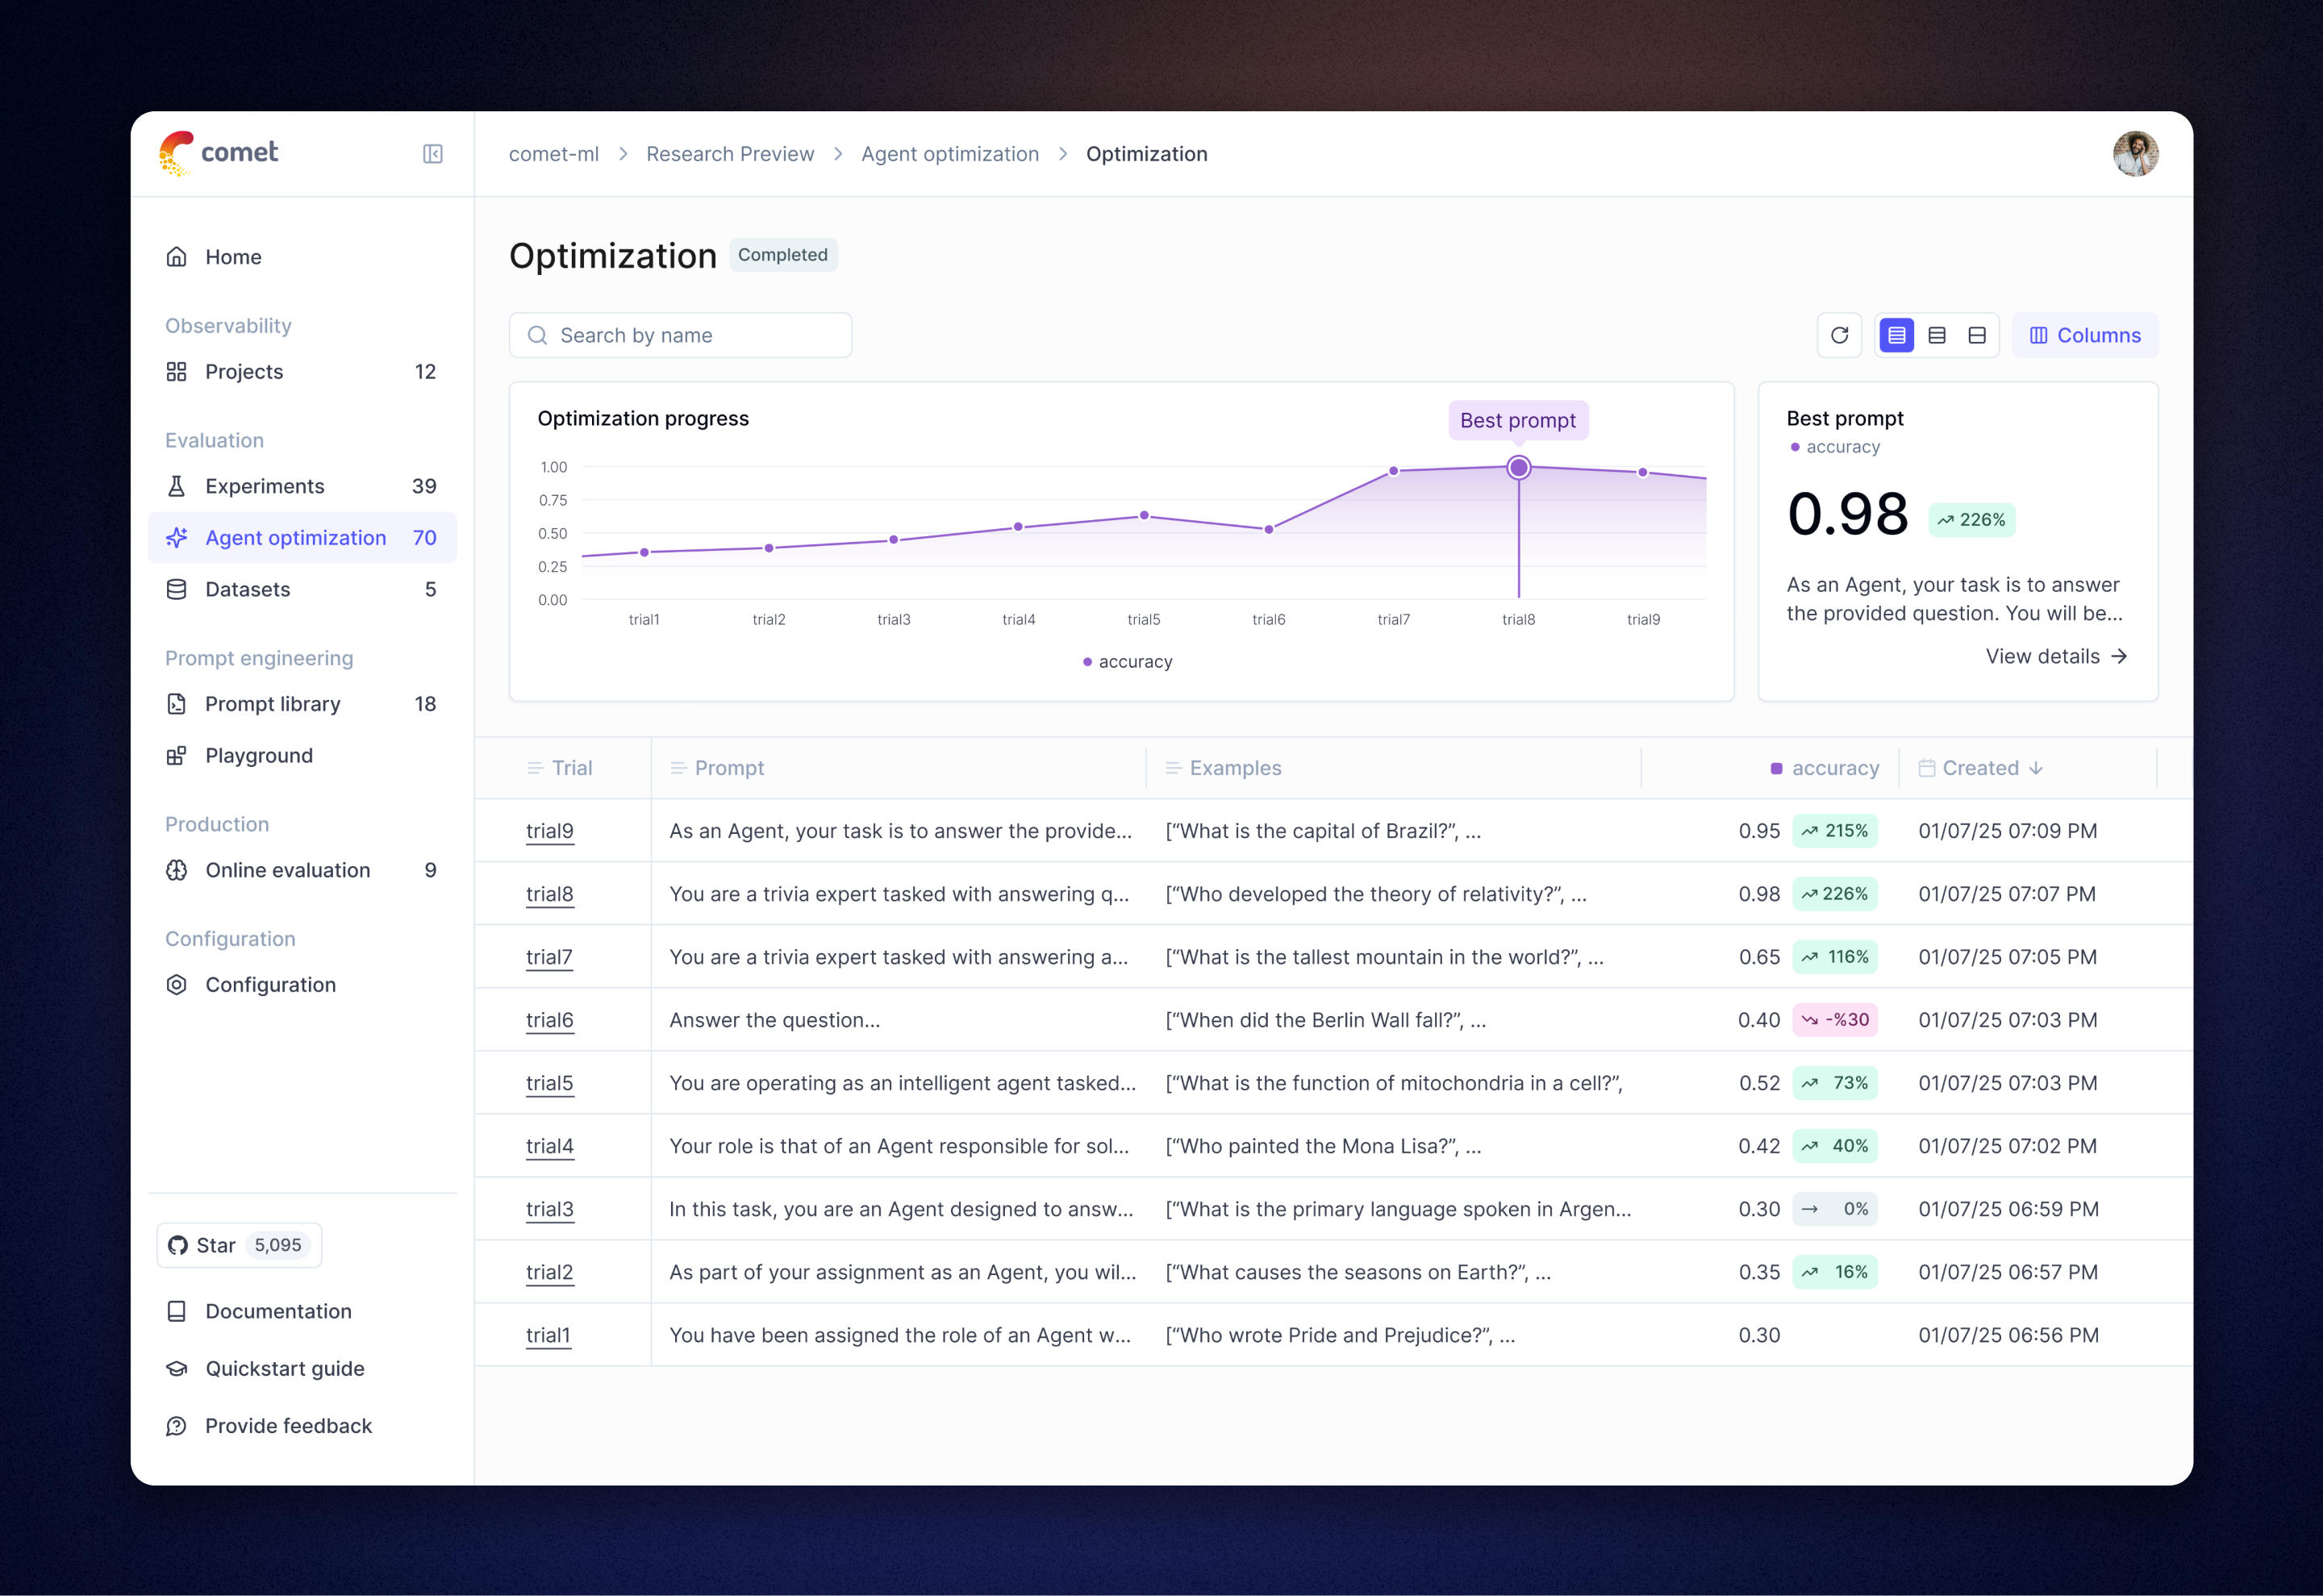 comet
comet-ml > Research Preview > Agent optimization > Optimization
Home
Observability
Projects 12
Evaluation
Experiments 39
Agent optimization 70
Datasets 5
Prompt engineering
Prompt library 18
Playground
Production
Online evaluation 9
Configuration
Configuration
Star 5,095
Documentation
Quickstart guide
Provide feedback
Optimization Completed
Search by name
Columns
Optimization progress
Best prompt
1.00
0.75
0.50
0.25
0.00
trial1 trial2 trial3 trial4 trial5 trial6 trial7 trial8 trial9
accuracy
Best prompt
accuracy
0.98 226%
As an Agent, your task is to answer
the provided question. You will be...
View details →
Trial Prompt Examples accuracy Created ↓
trial9 As an Agent, your task is to answer the provide... [“What is the capital of Brazil?”, ... 0.95 215% 01/07/25 07:09 PM
trial8 You are a trivia expert tasked with answering q... [“Who developed the theory of relativity?”, ... 0.98 226% 01/07/25 07:07 PM
trial7 You are a trivia expert tasked with answering a... [“What is the tallest mountain in the world?”, ... 0.65 116% 01/07/25 07:05 PM
trial6 Answer the question... [“When did the Berlin Wall fall?”, ... 0.40 -%30 01/07/25 07:03 PM
trial5 You are operating as an intelligent agent tasked... [“What is the function of mitochondria in a cell?”, 0.52 73% 01/07/25 07:03 PM
trial4 Your role is that of an Agent responsible for sol... [“Who painted the Mona Lisa?”, ... 0.42 40% 01/07/25 07:02 PM
trial3 In this task, you are an Agent designed to answ... [“What is the primary language spoken in Argen... 0.30 → 0% 01/07/25 06:59 PM
trial2 As part of your assignment as an Agent, you wil... [“What causes the seasons on Earth?”, ... 0.35 16% 01/07/25 06:57 PM
trial1 You have been assigned the role of an Agent w... [“Who wrote Pride and Prejudice?”, ... 0.30 01/07/25 06:56 PM